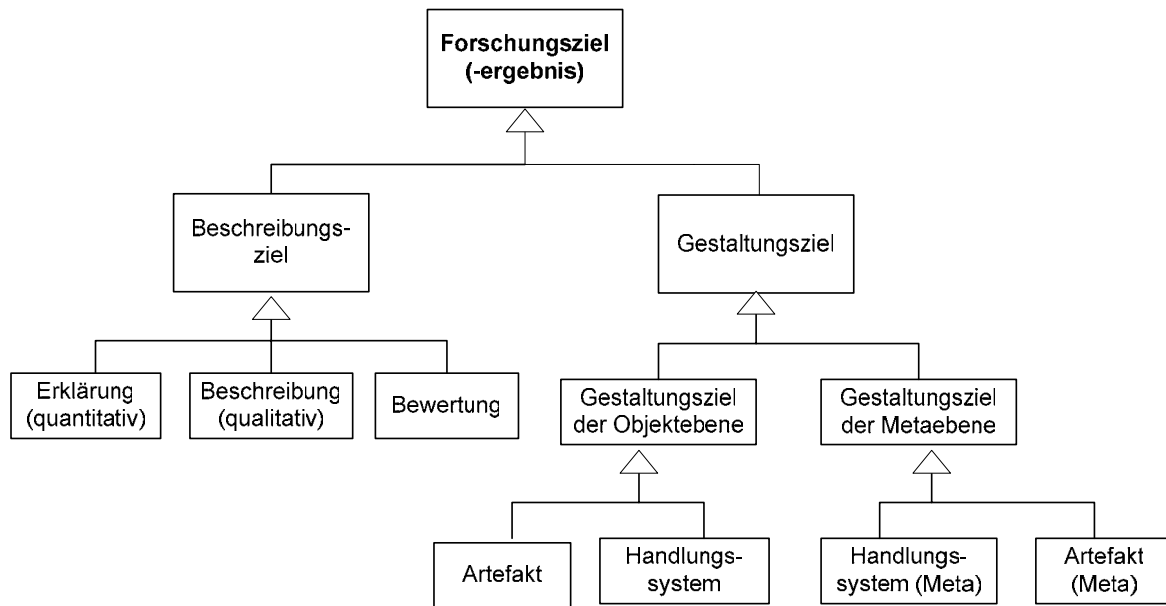 Forschungsziel
(-ergebnis)
Beschreibungs-
ziel
Gestaltungsziel
Erklärung
(quantitativ)
Beschreibung
(qualitativ)
Bewertung
Gestaltungsziel
der Objektebene
Gestaltungsziel
der Metaebene
Artefakt
Handlungs-
system
Handlungs-
system (Meta)
Artefakt
(Meta)